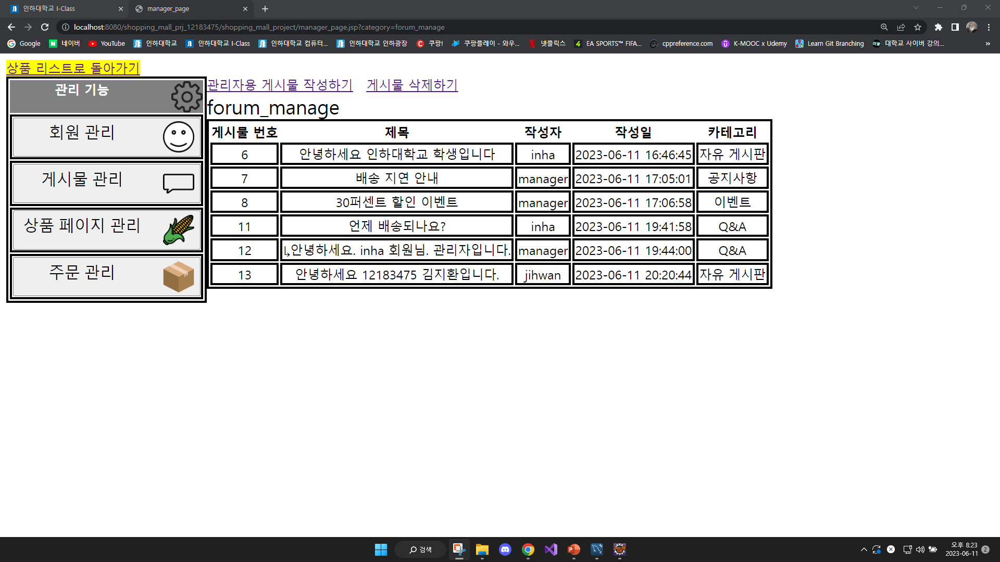 인하대학교 I-Class
manager_page
localhost:8080/shopping_mall_prj_12183475/shopping_mall_project/manager_page.jsp?category=forum_manage
Google 네이버 YouTube 인하대학교 인하대학교 I-Class 인하대학교 컴퓨터... 인하대학교 인하광장 쿠팡! 쿠팡플레이 - 와우... 넷플릭스 EA SPORTS™ FIFA... cppreference.com K-MOOC x Udemy Learn Git Branching 대학교 사이버 강의... »
상품 리스트로 돌아가기
관리 기능
회원 관리
게시물 관리
상품 페이지 관리
주문 관리
관리자용 게시물 작성하기 게시물 삭제하기
forum_manage
게시물 번호 제목 작성자 작성일 카테고리
6 안녕하세요 인하대학교 학생입니다 inha 2023-06-11 16:46:45 자유 게시판
7 배송 지연 안내 manager 2023-06-11 17:05:01 공지사항
8 30퍼센트 할인 이벤트 manager 2023-06-11 17:06:58 이벤트
11 언제 배송되나요? inha 2023-06-11 19:41:58 Q&A
12 ↳안녕하세요. inha 회원님. 관리자입니다. manager 2023-06-11 19:44:00 Q&A
13 안녕하세요 12183475 김지환입니다. jihwan 2023-06-11 20:20:44 자유 게시판
검색
오후 8:23
2023-06-11
2